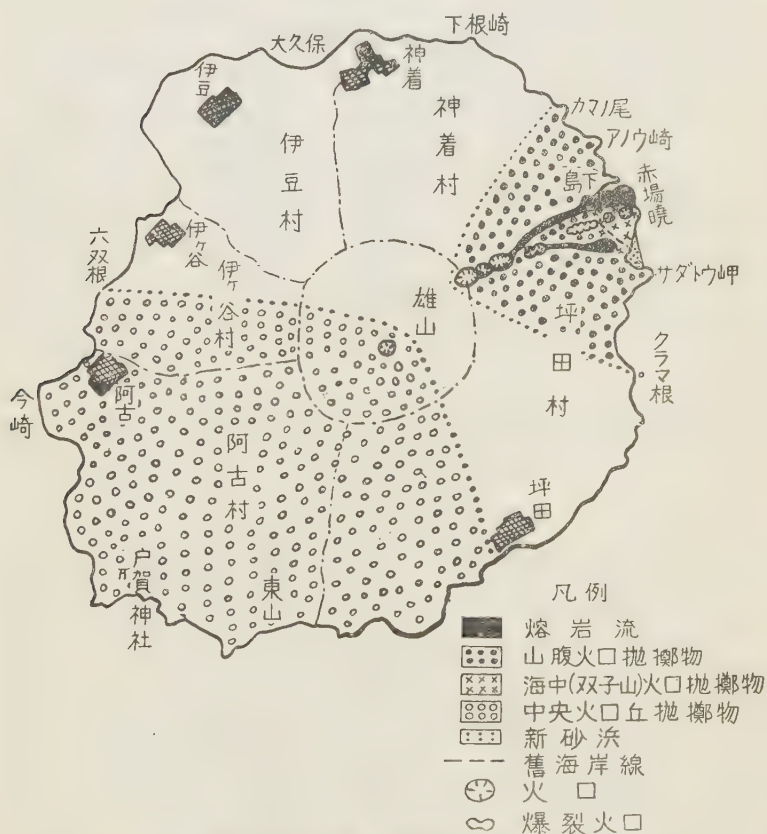 下根崎
大久保
神着
伊豆
カマノ尾
アノウ崎
神着村
伊豆村
島下
赤場暁
六双根
伊ヶ谷
伊ヶ谷村
サダトウ岬
雄山
坪田村
クラマ根
今崎
阿古
阿古村
坪田
戸賀神社
東山
凡例
熔岩流
山腹火口抛擲物
海中(双子山)火口抛擲物
中央火口丘抛擲物
新砂浜
舊海岸線
火口
爆裂火口